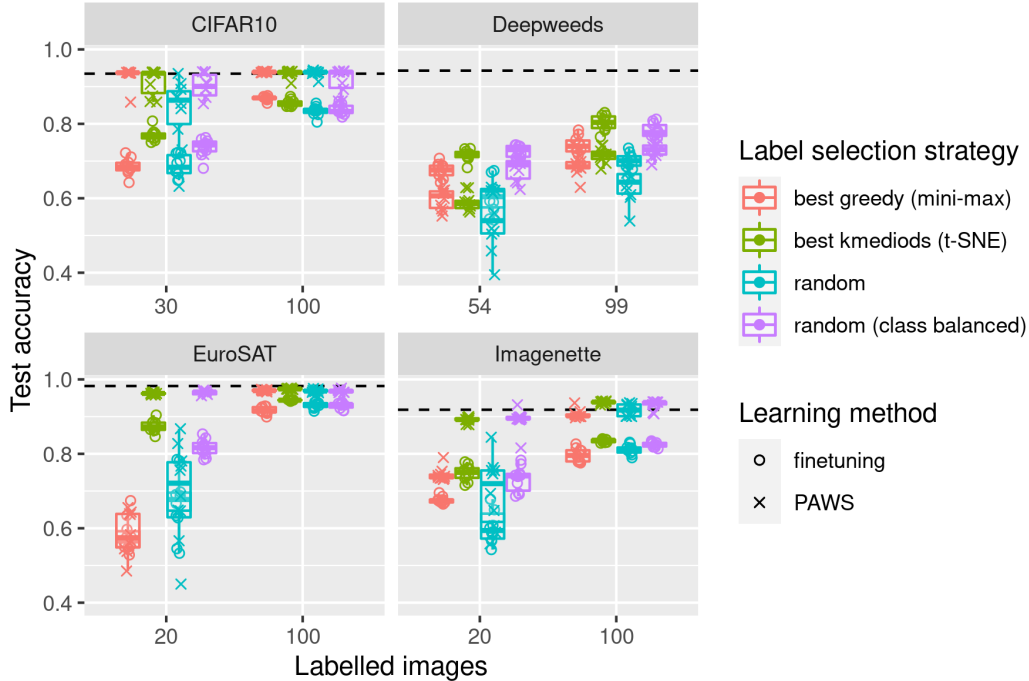 CIFAR10
Deepweeds
1.0
0.8
0.6
0.4
30
100
54
99
EuroSAT
Imagenette
1.0
0.8
0.6
0.4
20
100
20
100
Test accuracy
Labelled images
Label selection strategy
best greedy (mini-max)
best kmediods (t-SNE)
random
random (class balanced)
Learning method
finetuning
PAWS